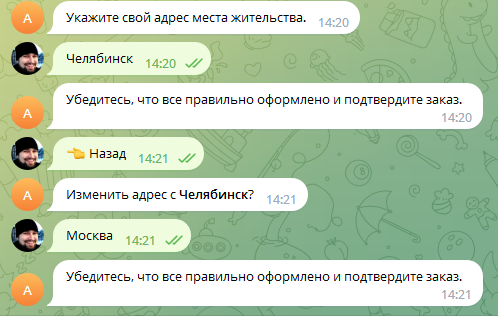 А
Укажите свой адрес места жительства. 14:20
Челябинск 14:20
А
Убедитесь, что все правильно оформлено и подтвердите заказ.
14:20
👈 Назад 14:21
А
Изменить адрес с Челябинск? 14:21
Москва 14:21
А
Убедитесь, что все правильно оформлено и подтвердите заказ.
14:21